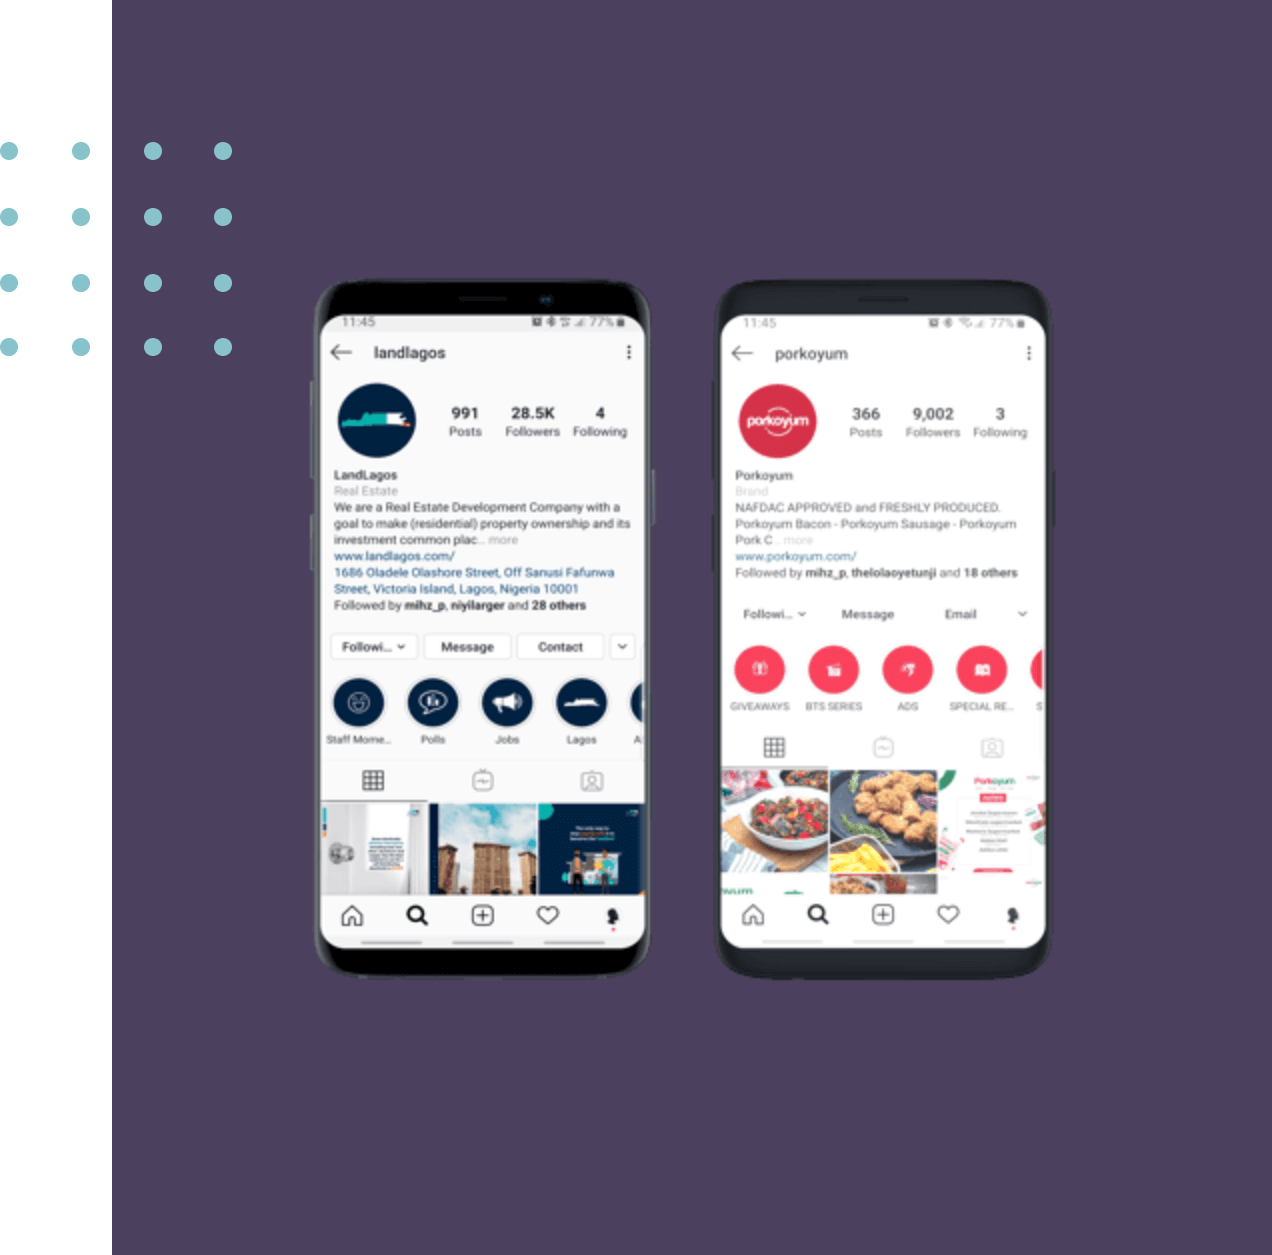 11:45
77%
landlagos
991
28.5K
4
Posts
Followers
Following
LandLagos
Real Estate
We are a Real Estate Development Company with a
goal to make (residential) property ownership and its
investment common plac... more
www.landlagos.com/
1686 Oladele Olashore Street, Off Sanusi Fafunwa
Street, Victoria Island, Lagos, Nigeria 10001
Followed by mihz_p, niyilarger and 28 others
Followi...
Message
Contact
Staff Mome...
Polls
Jobs
Lagos
11:45
77%
porkoyum
porkoyum
366
9,002
3
Posts
Followers
Following
Porkoyum
Brand
NAFDAC APPROVED and FRESHLY PRODUCED.
Porkoyum Bacon - Porkoyum Sausage - Porkoyum
Pork C... more
www.porkoyum.com/
Followed by mihz_p, thelolaoyetunji and 18 others
Followi...
Message
Email
GIVEAWAYS
BTS SERIES
ADS
SPECIAL RE...
S
Porkoyum